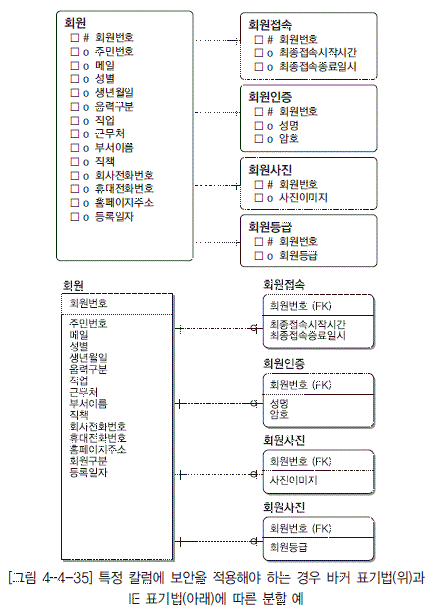 회원
□ # 회원번호
□ o 주민번호
□ o 메일
□ o 성별
□ o 생년월일
□ o 음력구분
□ o 직업
□ o 근무처
□ o 부서이름
□ o 직책
□ o 회사전화번호
□ o 휴대전화번호
□ o 홈페이지주소
□ o 등록일자
회원접속
□ # 회원번호
□ o 최종접속시작시간
□ o 최종접속종료일시
회원인증
□ # 회원번호
□ o 성명
□ o 암호
회원사진
□ # 회원번호
□ o 사진이미지
회원등급
□ # 회원번호
□ o 회원등급
회원
회원번호
주민번호
메일
성별
생년월일
음력구분
직업
근무처
부서이름
직책
회사전화번호
휴대전화번호
홈페이지주소
회원구분
등록일자
회원접속
회원번호 (FK)
최종접속시작시간
최종접속종료일시
회원인증
회원번호 (FK)
성명
암호
회원사진
회원번호 (FK)
사진이미지
회원사진
회원번호 (FK)
회원등급
[그림 4-4-35] 특정 칼럼에 보안을 적용해야 하는 경우 바커 표기법(위)과
IE 표기법(아래)에 따른 분할 예